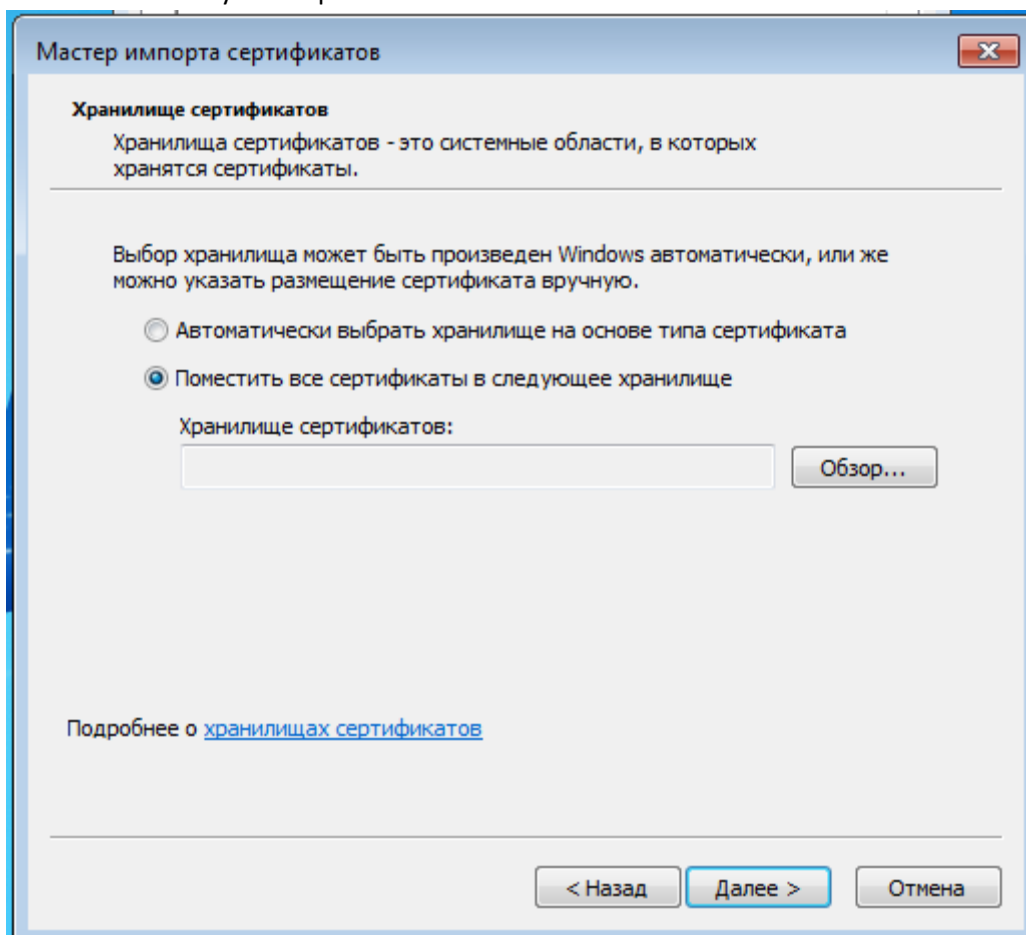 Мастер импорта сертификатов
Хранилище сертификатов
Хранилища сертификатов - это системные области, в которых
хранятся сертификаты.
Выбор хранилища может быть произведен Windows автоматически, или же
можно указать размещение сертификата вручную.
Автоматически выбрать хранилище на основе типа сертификата
Поместить все сертификаты в следующее хранилище
Хранилище сертификатов:
Обзор...
Подробнее о хранилищах сертификатов
< Назад
Далее >
Отмена